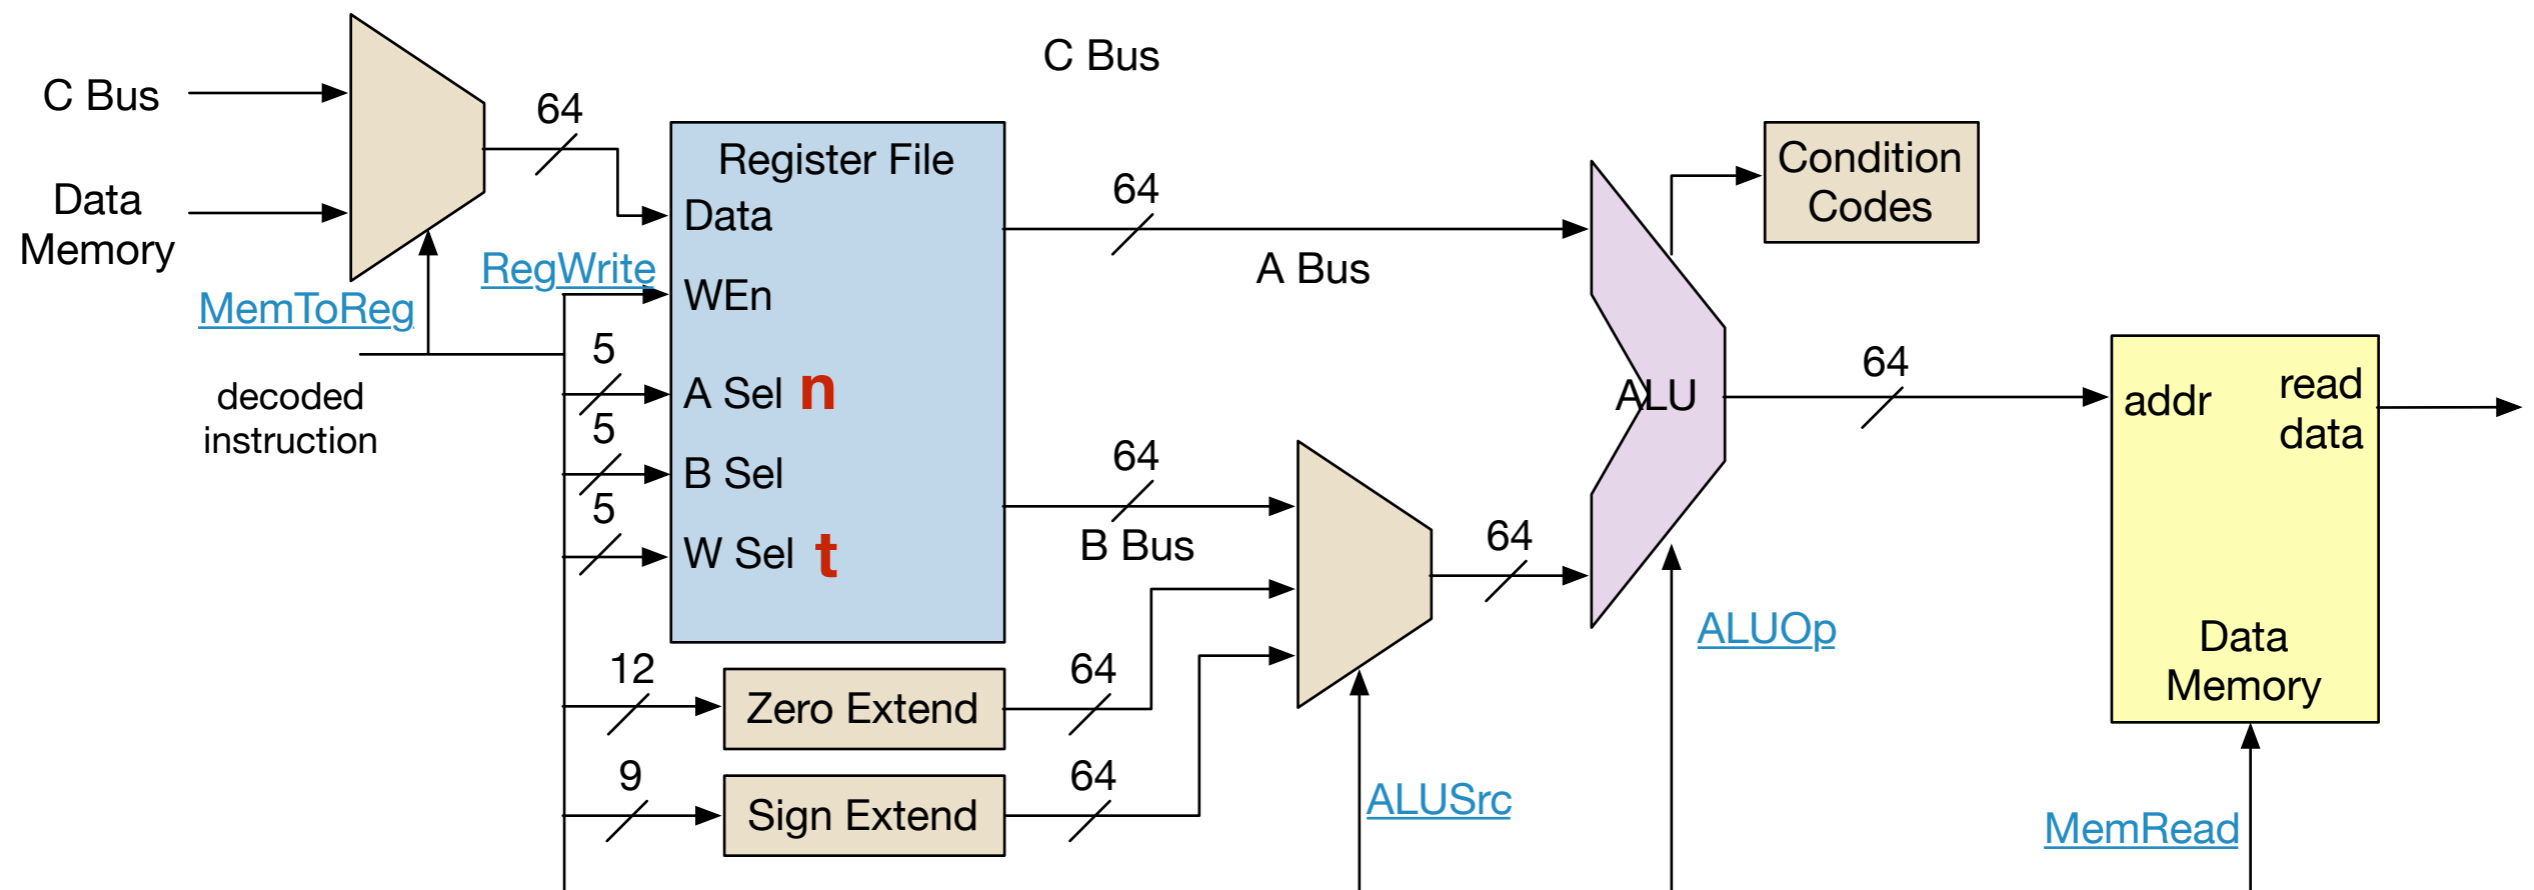 C Bus
C Bus
Data
Memory
64
MemToReg
decoded
instruction
RegWrite
Register File
Data
WEn
5
A Sel n
5
B Sel
5
W Sel t
12
Zero Extend
64
9
Sign Extend
64
64
A Bus
64
B Bus
64
ALUSrc
ALU
ALUOp
Condition
Codes
64
addr
read
data
Data
Memory
MemRead